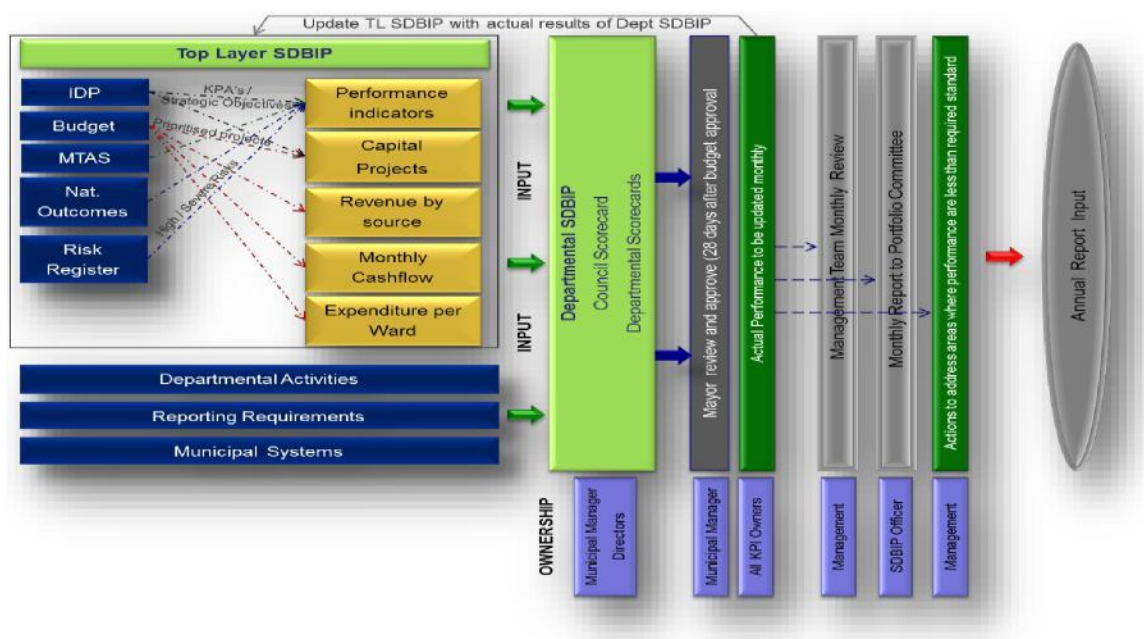 Update TL SDBIP with actual results of Dept SDBIP
Top Layer SDBIP
IDP
Budget
MTAS
Nat.
Outcomes
Risk
Register
KPA's /
Strategic Objectives
Prioritised projects
High / Severe Risks
Performance
indicators
Capital
Projects
Revenue by
source
Monthly
Cashflow
Expenditure per
Ward
Departmental Activities
Reporting Requirements
Municipal Systems
INPUT
INPUT
Departmental SDBIP
Council Scorecard
Departmental Scorecards
Mayor review and approve (28 days after budget approval
Actual Performance to be updated monthly
Management Team Monthly Review
Monthly Report to Portfolio Committee
Actions to address areas where performance are less than required standard
Annual Report Input
OWNERSHIP
Municipal Manager
Directors
Municipal Manager
All KPI Owners
Management
SDBIP Officer
Management